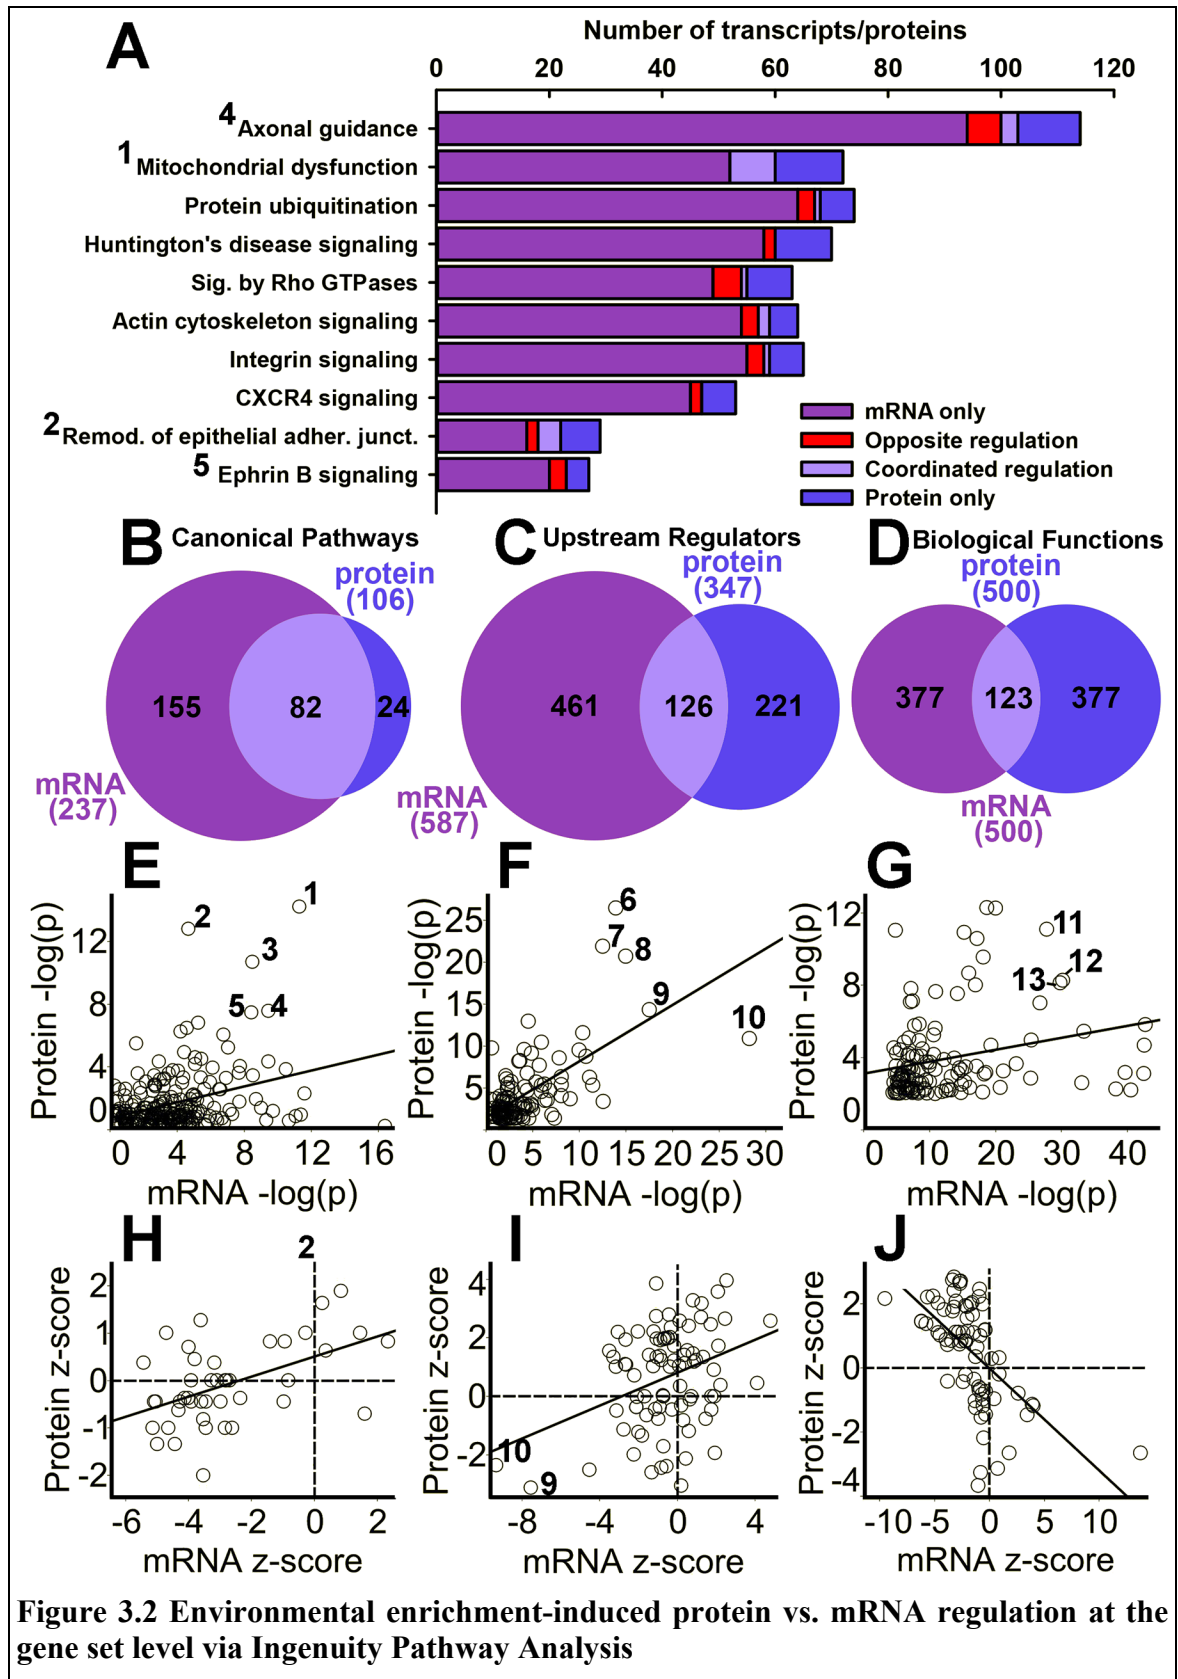 A
Number of transcripts/proteins
0 20 40 60 80 100 120
4 Axonal guidance
1 Mitochondrial dysfunction
Protein ubiquitination
Huntington's disease signaling
Sig. by Rho GTPases
Actin cytoskeleton signaling
Integrin signaling
CXCR4 signaling
2 Remod. of epithelial adher. junct.
5 Ephrin B signaling
mRNA only
Opposite regulation
Coordinated regulation
Protein only
B Canonical Pathways
protein
(106)
155 82 24
mRNA
(237)
C Upstream Regulators
protein
(347)
461 126 221
mRNA
(587)
D Biological Functions
protein
(500)
377 123 377
mRNA
(500)
E
Protein -log(p)
12
8
4
0
1
2
3
5 4
0 4 8 12 16
mRNA -log(p)
F
Protein -log(p)
25
20
15
10
5
6
7
8
9
10
0 5 10 15 20 25 30
mRNA -log(p)
G
Protein -log(p)
12
8
4
0
11
12
13
0 10 20 30 40
mRNA -log(p)
H
2
Protein z-score
2
1
0
-1
-2
-6 -4 -2 0 2
mRNA z-score
I
Protein z-score
4
2
0
-2
10
9
-8 -4 0 4
mRNA z-score
J
Protein z-score
2
0
-2
-4
-10 -5 0 5 10
mRNA z-score
Figure 3.2 Environmental enrichment-induced protein vs. mRNA regulation at the
gene set level via Ingenuity Pathway Analysis